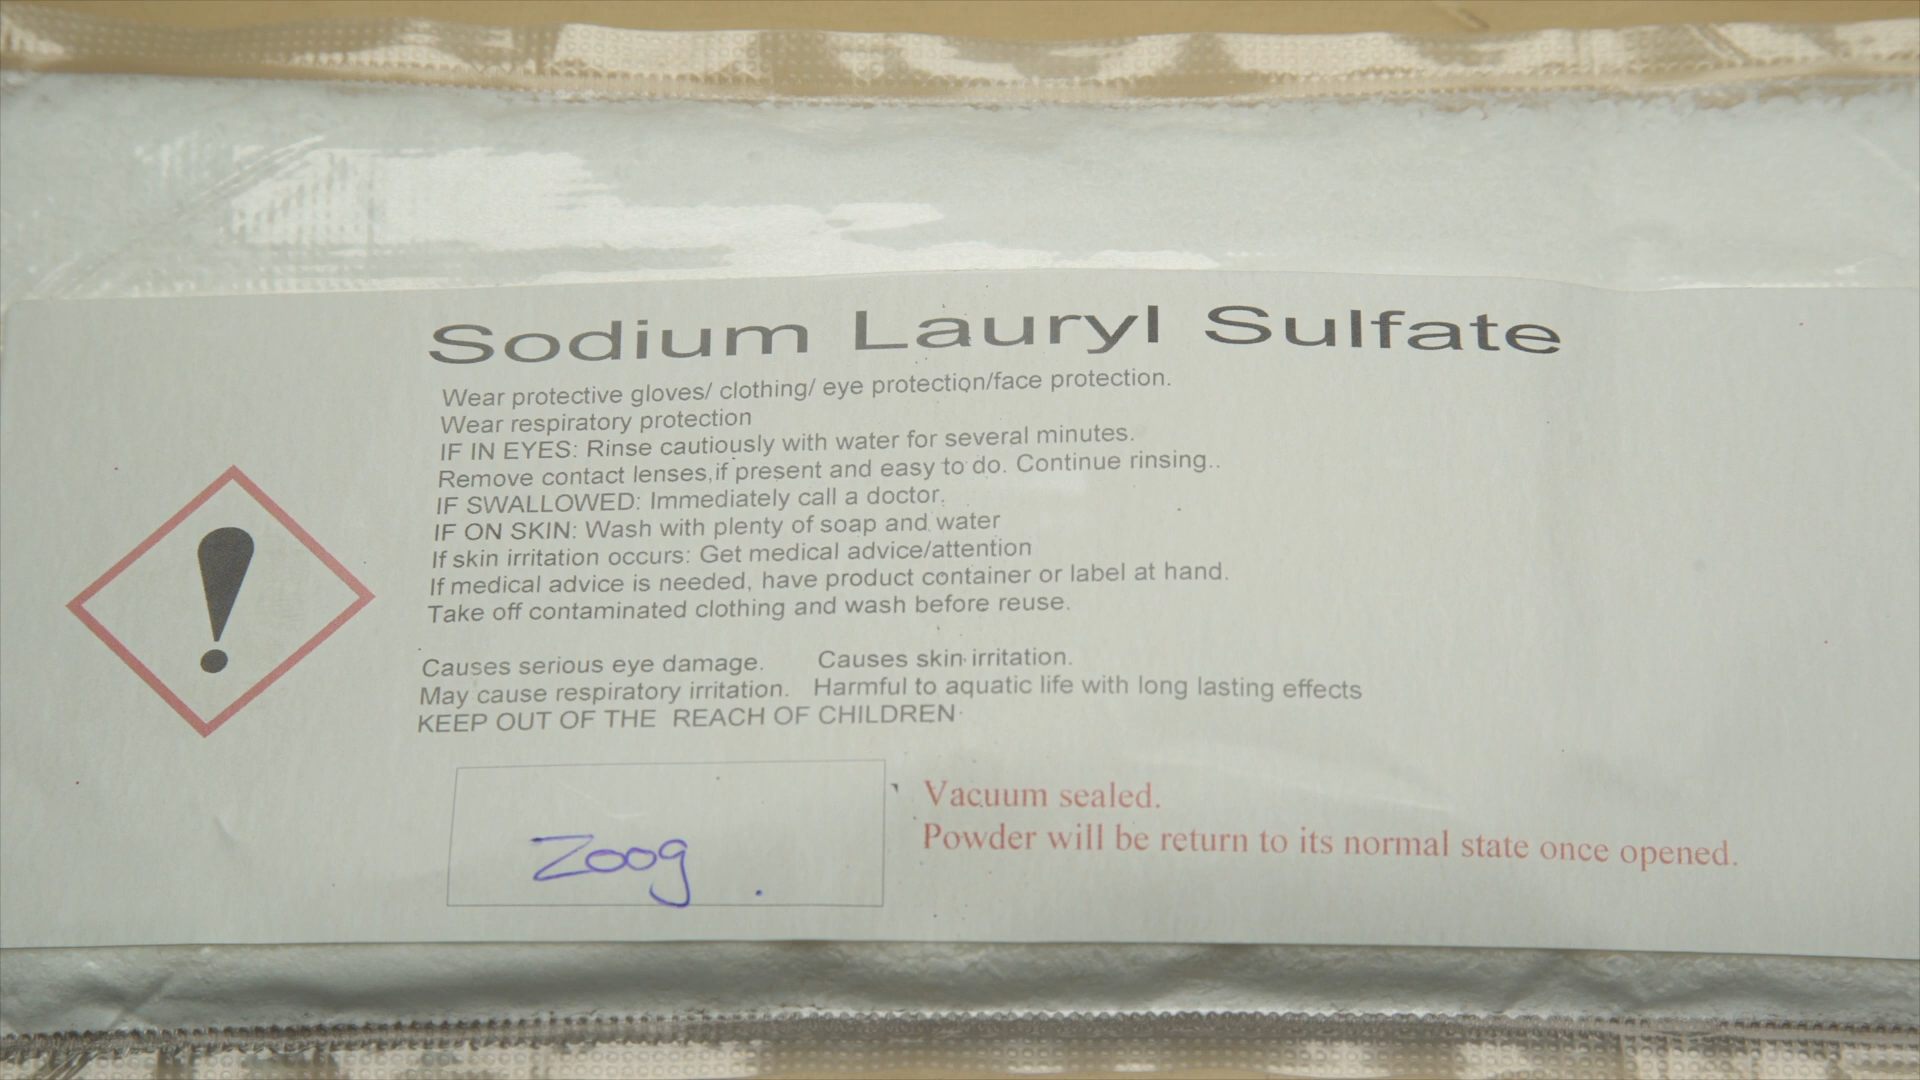 Sodium Lauryl Sulfate
Wear protective gloves/ clothing/ eye protection/face protection.
Wear respiratory protection
IF IN EYES: Rinse cautiously with water for several minutes.
Remove contact lenses,if present and easy to do. Continue rinsing..
IF SWALLOWED: Immediately call a doctor.
IF ON SKIN: Wash with plenty of soap and water
If skin irritation occurs: Get medical advice/attention
If medical advice is needed, have product container or label at hand.
Take off contaminated clothing and wash before reuse.
Causes serious eye damage. Causes skin irritation.
May cause respiratory irritation. Harmful to aquatic life with long lasting effects
KEEP OUT OF THE REACH OF CHILDREN
200g.
Vacuum sealed.
Powder will be return to its normal state once opened.